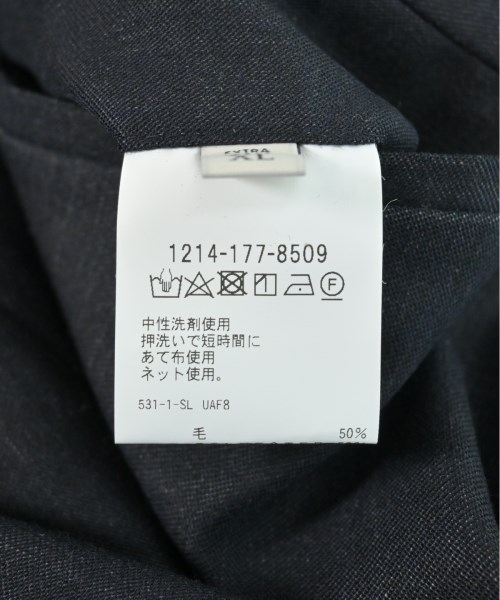 XL
1214-177-8509
F
中性洗剤使用
押洗いで短時間に
あて布使用
ネット使用。
531-1-SL UAF8
毛 50%